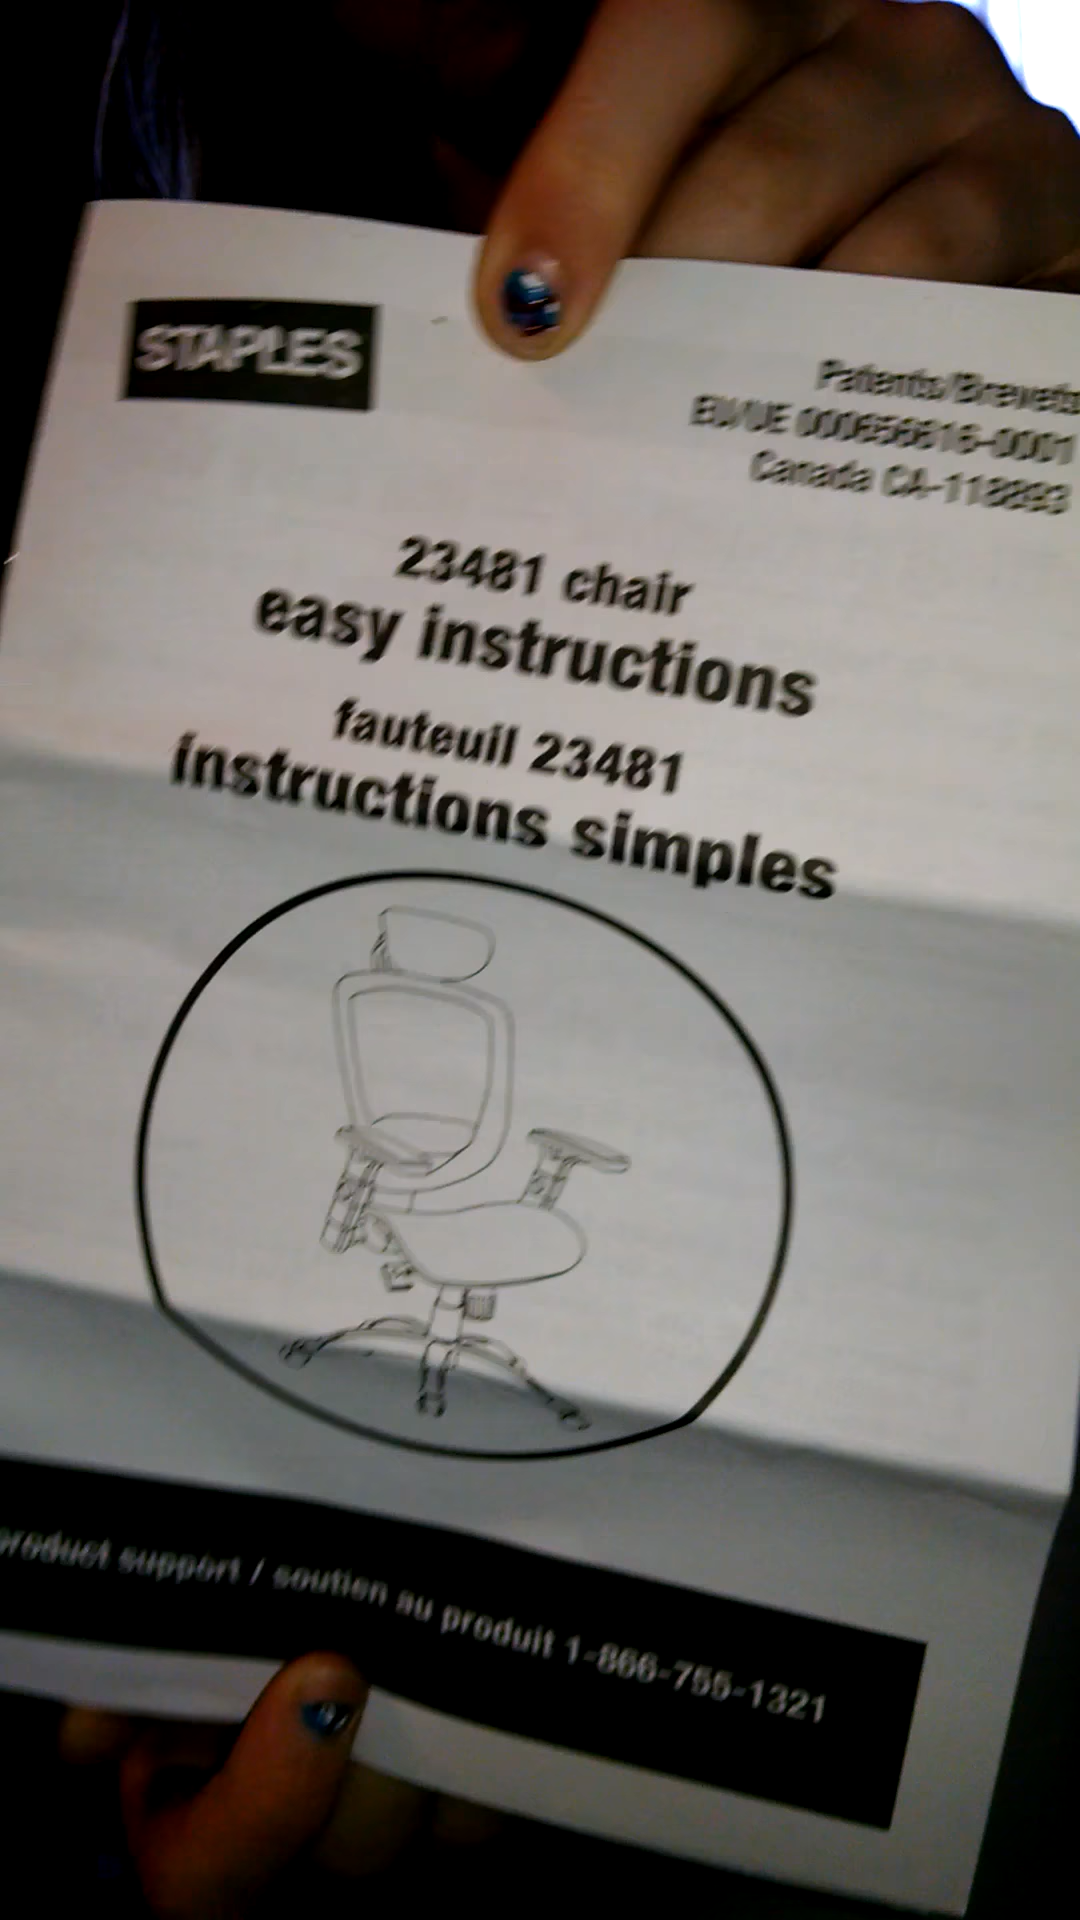 STAPLES
Patents/Brevets
EU/UE 000656616-0001
Canada CA-118893
23481 chair
easy instructions
fauteuil 23481
instructions simples
product support / soutien au produit 1-866-755-1321